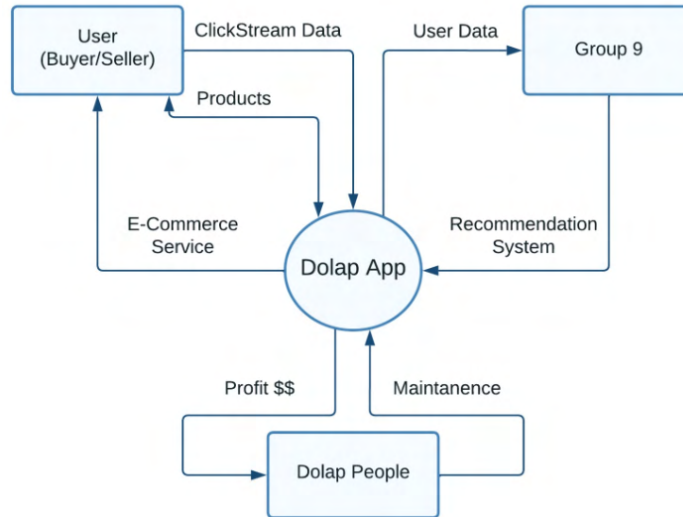 User
(Buyer/Seller)
ClickStream Data
User Data
Group 9
Products
E-Commerce
Service
Recommendation
System
Dolap App
Profit $$
Maintanence
Dolap People